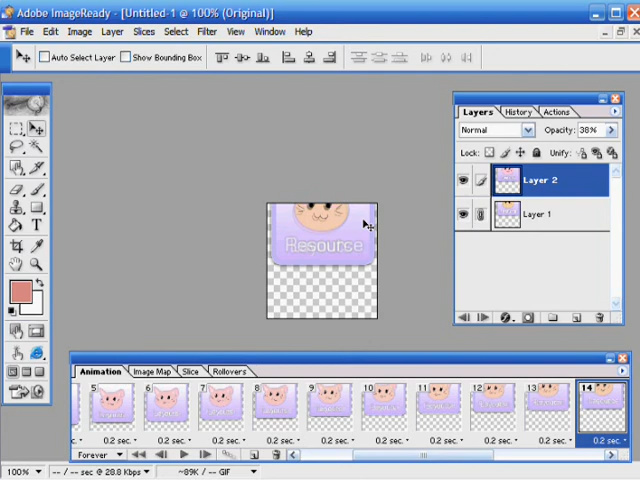 Adobe ImageReady - [Untitled-1 @ 100% (Original)]
File Edit Image Layer Slices Select Filter View Window Help
Auto Select Layer Show Bounding Box
Layers History Actions
Normal Opacity: 38%
Lock: Unify:
Layer 2
Layer 1
Resource
Animation Image Map Slice Rollovers
5 6 7 8 9 10 11 12 13 14
0.2 sec. 0.2 sec. 0.2 sec. 0.2 sec. 0.2 sec. 0.2 sec. 0.2 sec. 0.2 sec. 0.2 sec. 0.2 sec.
Forever
100% -- / -- sec @ 28.8 Kbps ~89K / -- GIF